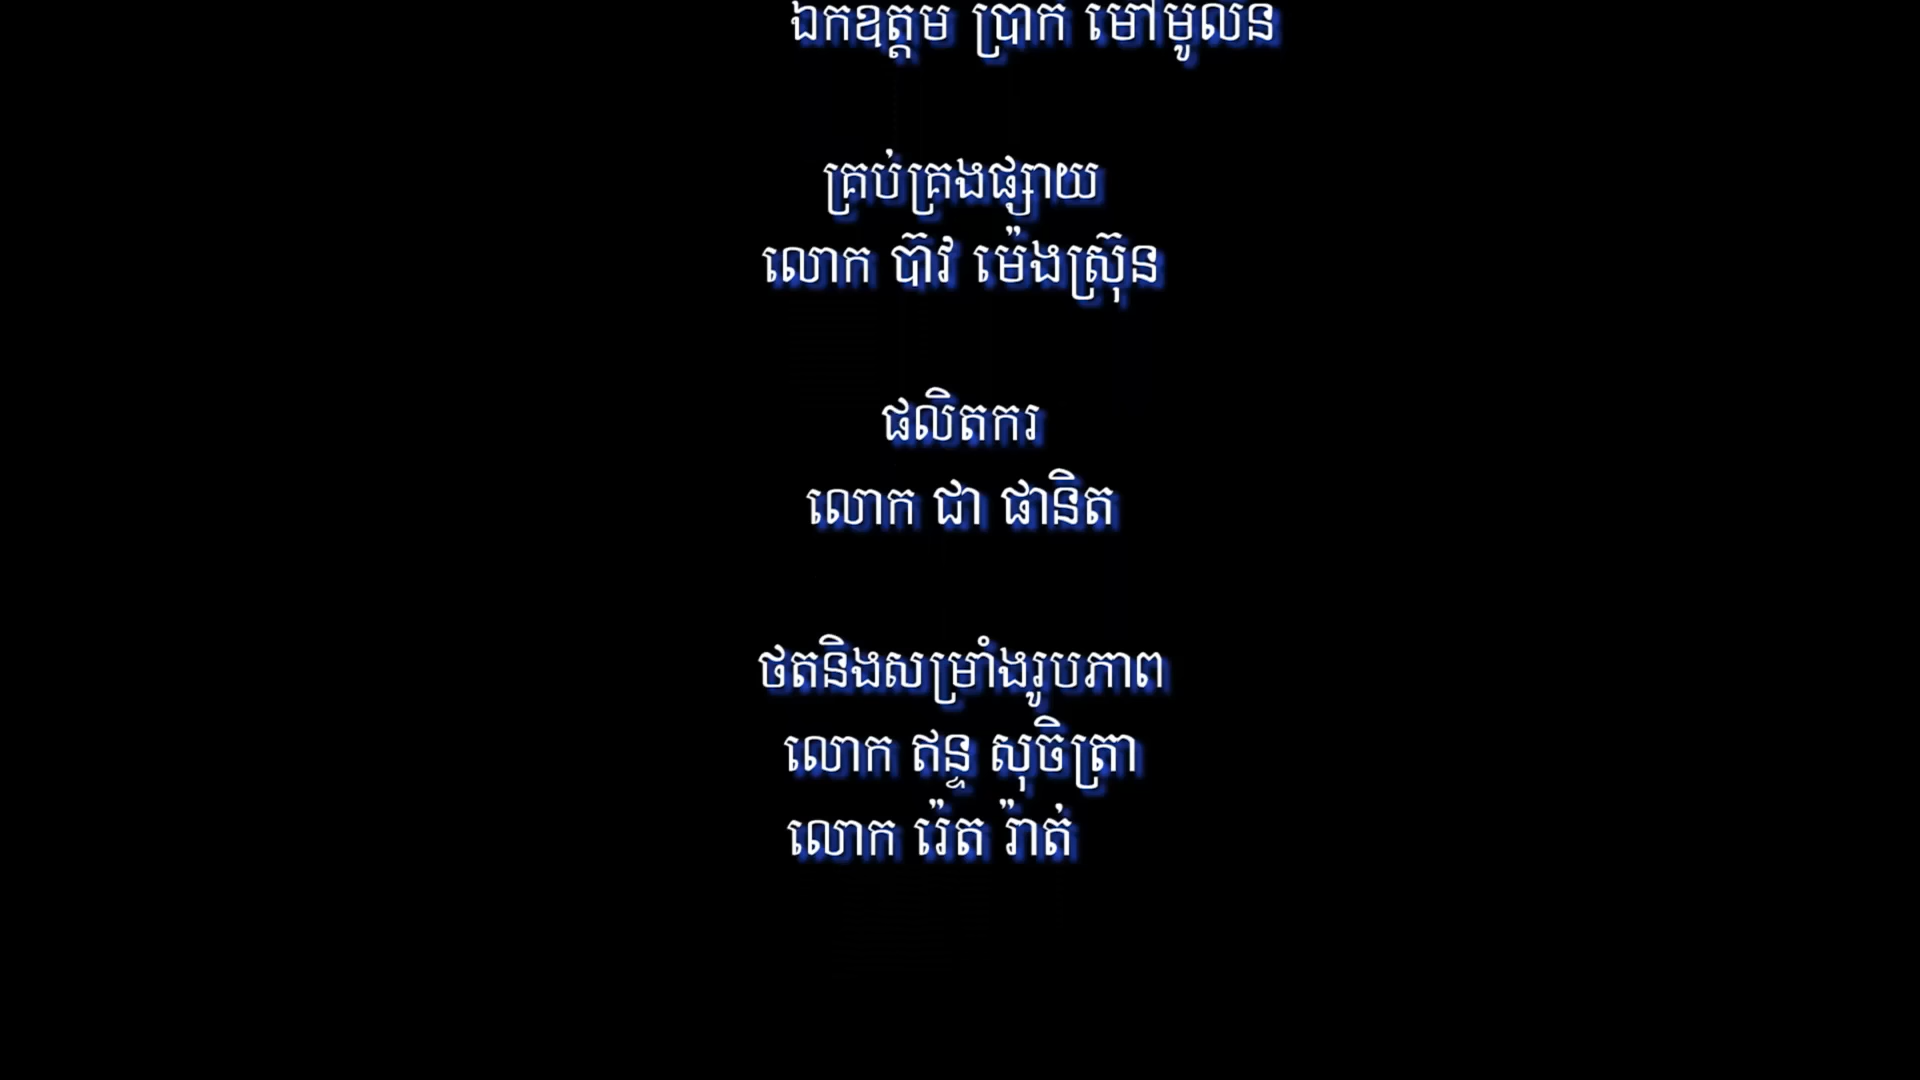 ឯកឧត្តម ប្រាក់ មៅមូលីន
គ្រប់គ្រងផ្សាយ
លោក ប៊ាវ ម៉េងស្រ៊ុន
ផលិតករ
លោក ជា ផានិត
ថតនិងសម្រាំងរូបភាព
លោក ឥន្ទ សុចិត្រា
លោក រ៉េត រ៉ាត់